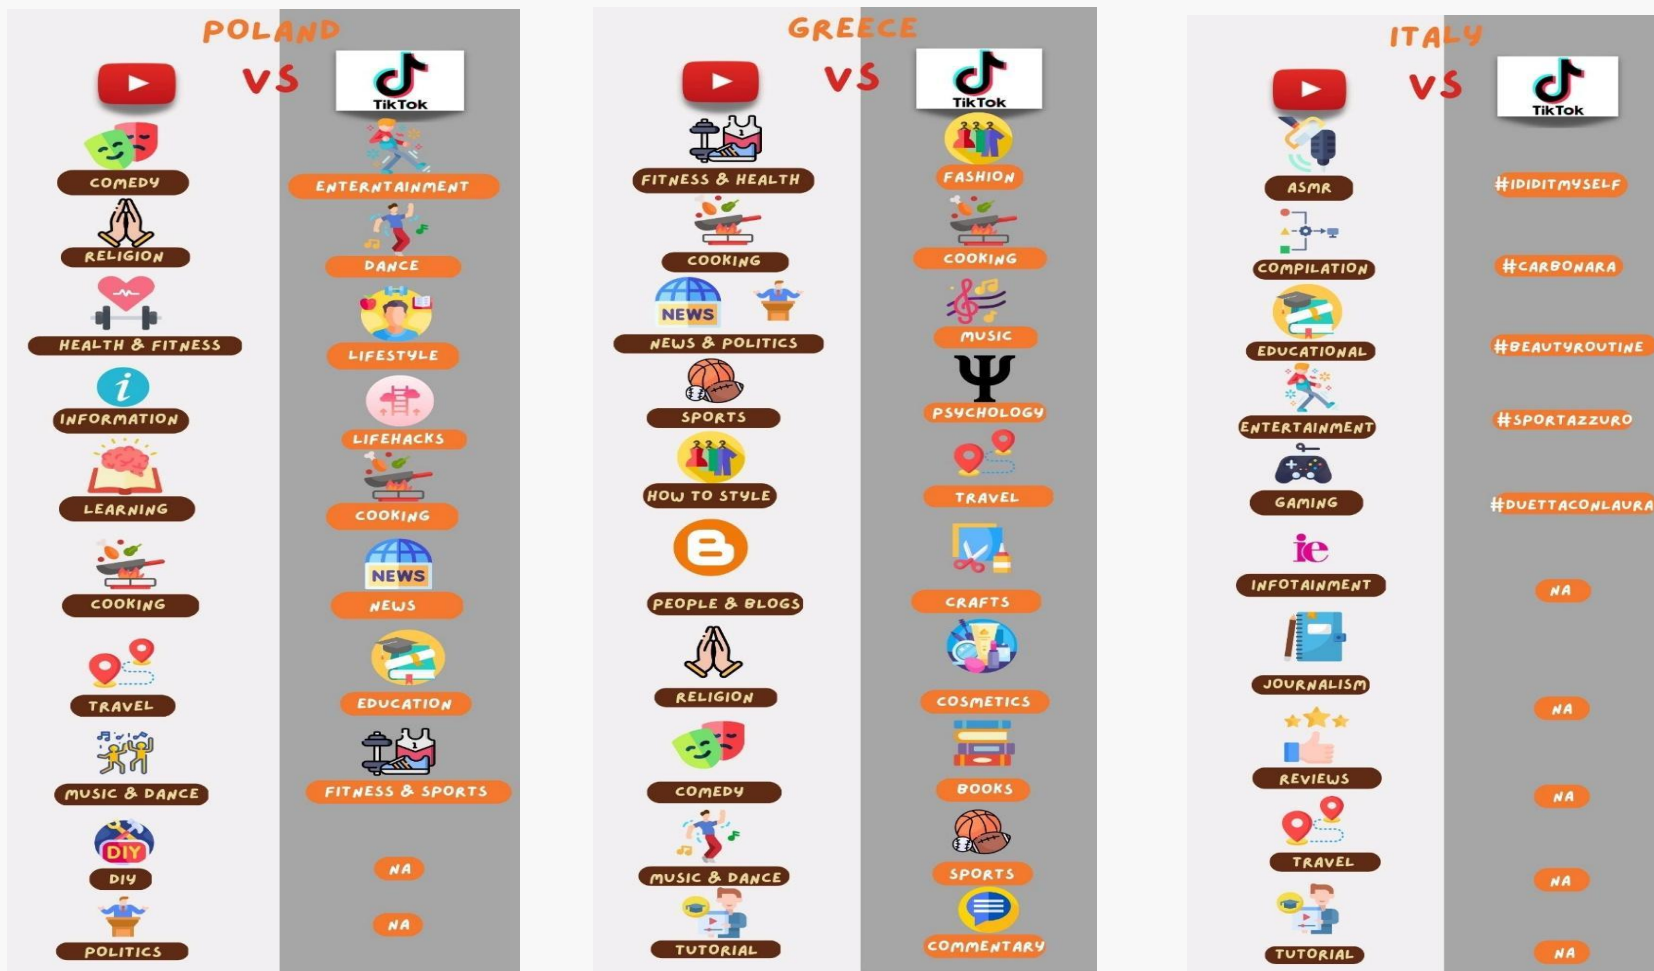 POLAND
VS
TikTok
COMEDY
ENTERNTAINMENT
RELIGION
DANCE
HEALTH & FITNESS
LIFESTYLE
INFORMATION
LIFEHACKS
LEARNING
COOKING
COOKING
NEWS
NEWS
TRAVEL
EDUCATION
MUSIC & DANCE
1
FITNESS & SPORTS
DIY
DIY
NA
POLITICS
NA
GREECE
VS
TikTok
1
FITNESS & HEALTH
FASHION
COOKING
COOKING
NEWS
NEWS & POLITICS
MUSIC
SPORTS
Ψ
PSYCHOLOGY
HOW TO STYLE
TRAVEL
B
PEOPLE & BLOGS
CRAFTS
RELIGION
COSMETICS
COMEDY
BOOKS
MUSIC & DANCE
SPORTS
TUTORIAL
COMMENTARY
ITALY
VS
TikTok
ASMR
#IDIDITMYSELF
COMPILATION
#CARBONARA
EDUCATIONAL
#BEAUTYROUTINE
ENTERTAINMENT
#SPORTAZZURO
GAMING
#DUETTACONLAURA
ie
INFOTAINMENT
NA
JOURNALISM
NA
REVIEWS
NA
TRAVEL
NA
TUTORIAL
NA